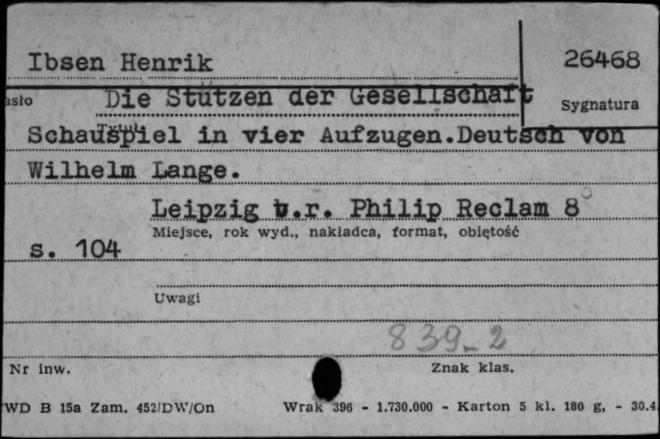 Ibsen Henrik
26468
asło
Die Stützen der Gesellschaft
Sygnatura
Schauspiel in vier Aufzugen.Deutsch von
Wilhelm Lange.
Leipzig b.r. Philip Reclam 8°
Miejsce, rok wyd., nakładca, format, objętość
s. 104
Uwagi
839-2
Nr inw.
Znak klas.
WD B 15a Zam. 452/DW/On
Wrak 396 - 1.730.000 - Karton 5 kl. 180 g, - 30.4